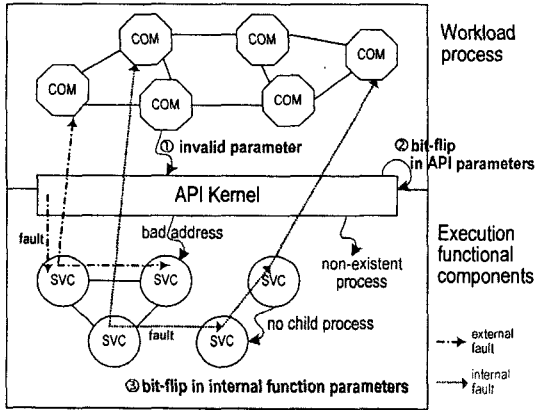 COM
COM
COM
COM
COM
COM
COM
Workload
process
① invalid parameter
② bit-flip
in API parameters
API Kernel
fault
bad address
non-existent
process
Execution
functional
components
SVC
SVC
SVC
SVC
SVC
fault
no child process
③ bit-flip in internal function parameters
external
fault
internal
fault